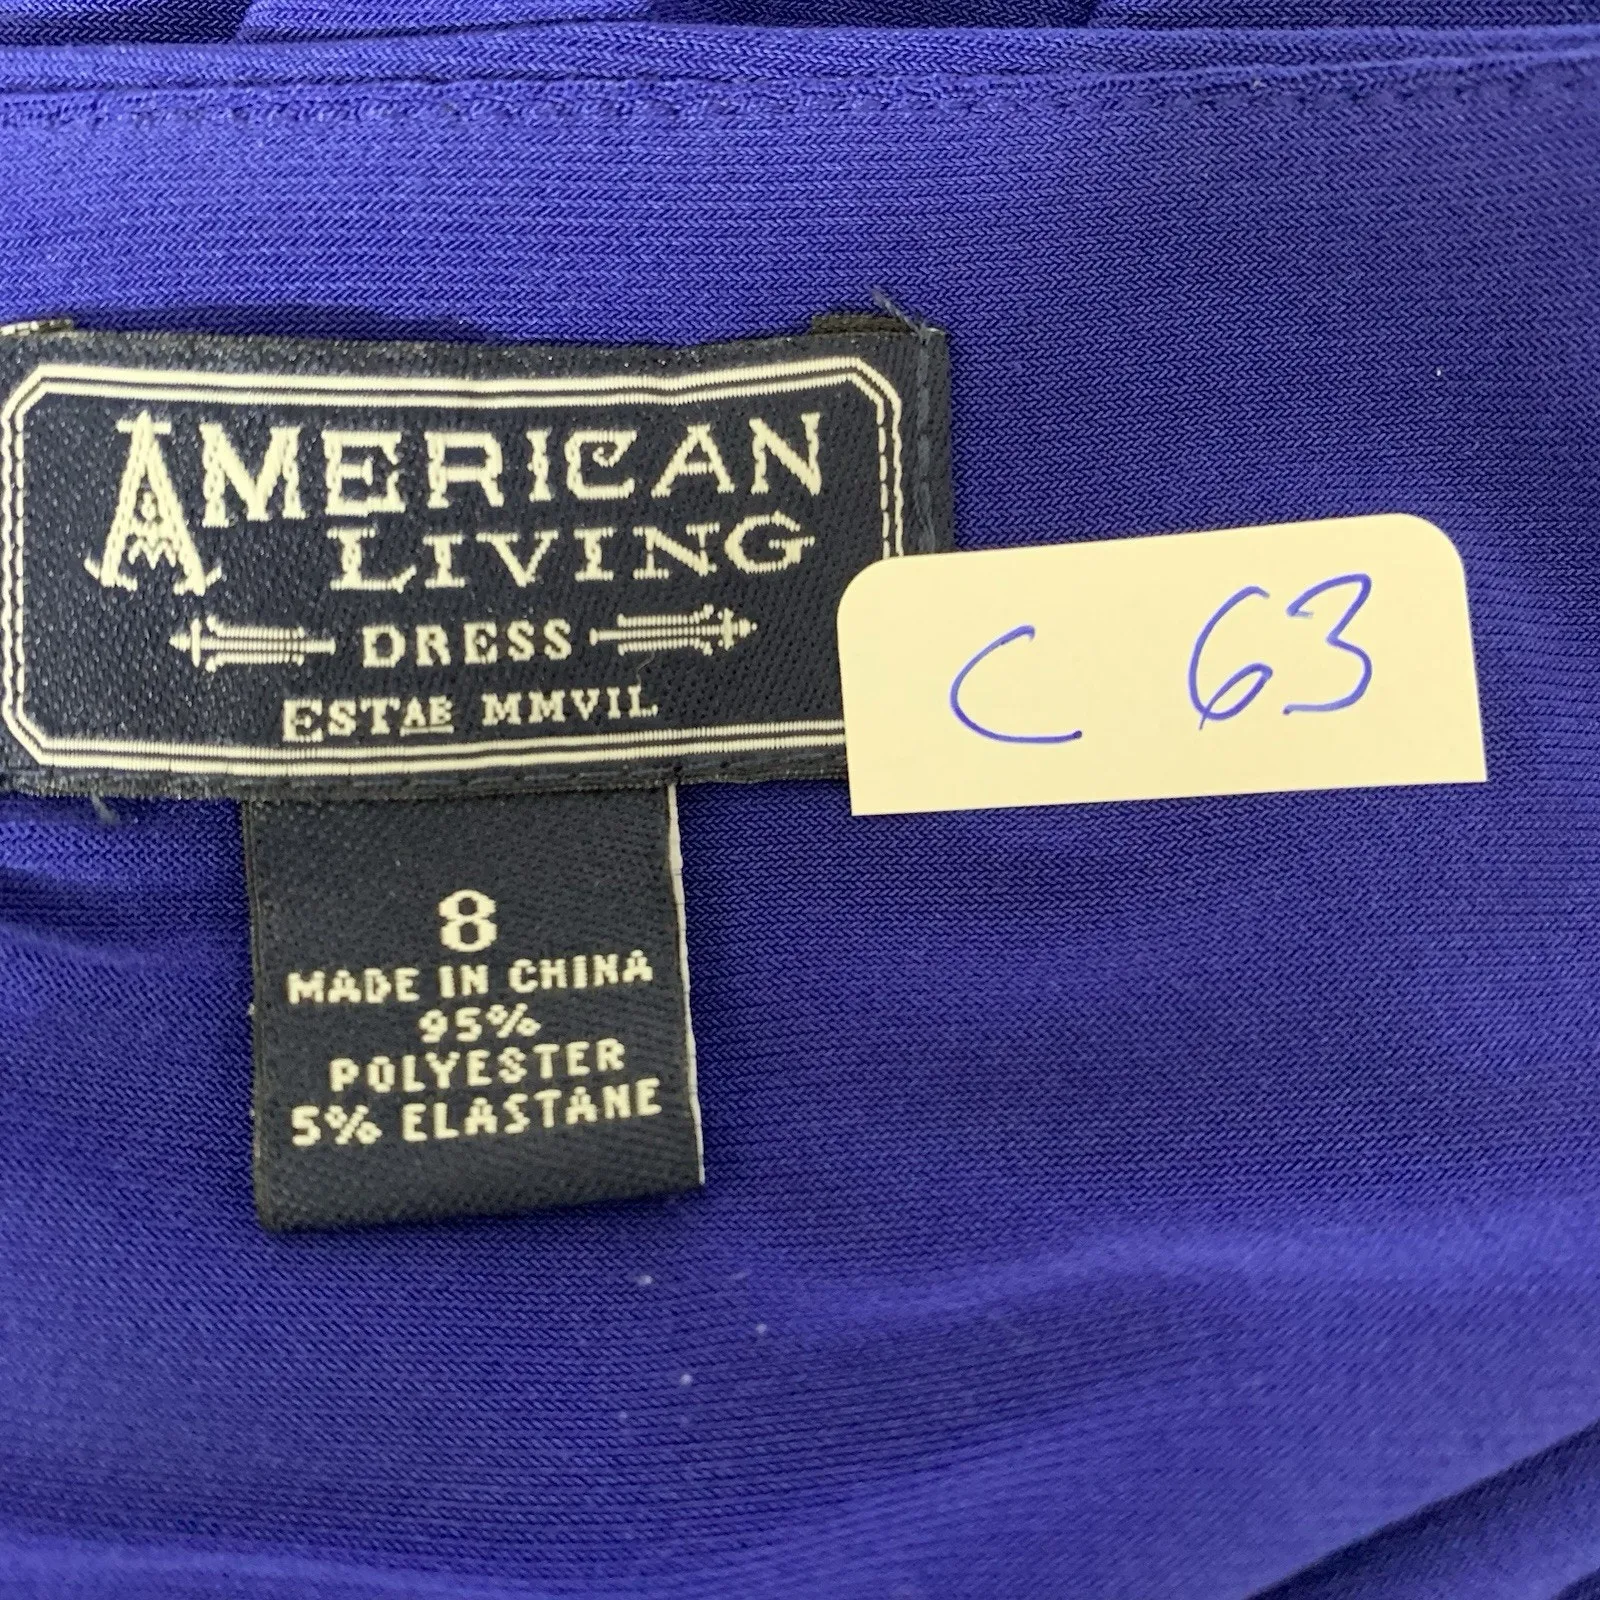 AMERICAN
LIVING
DRESS
ESTAB MMVII.
C 63
8
MADE IN CHINA
95%
POLYESTER
5% ELASTANE